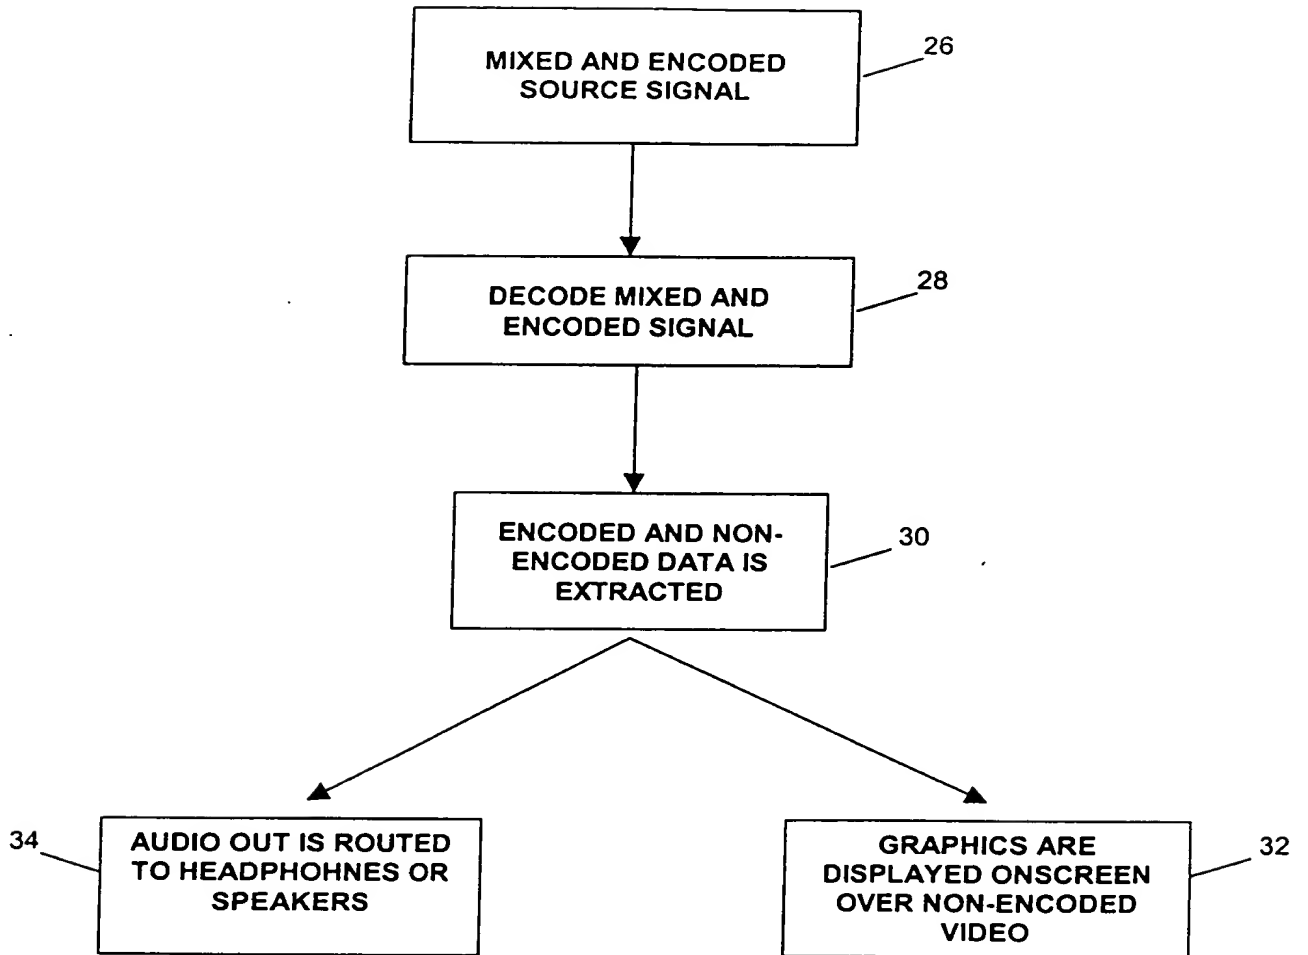 MIXED AND ENCODED
SOURCE SIGNAL
26
DECODE MIXED AND
ENCODED SIGNAL
28
ENCODED AND NON-
ENCODED DATA IS
EXTRACTED
30
34
AUDIO OUT IS ROUTED
TO HEADPHOHNES OR
SPEAKERS
GRAPHICS ARE
DISPLAYED ONSCREEN
OVER NON-ENCODED
VIDEO
32